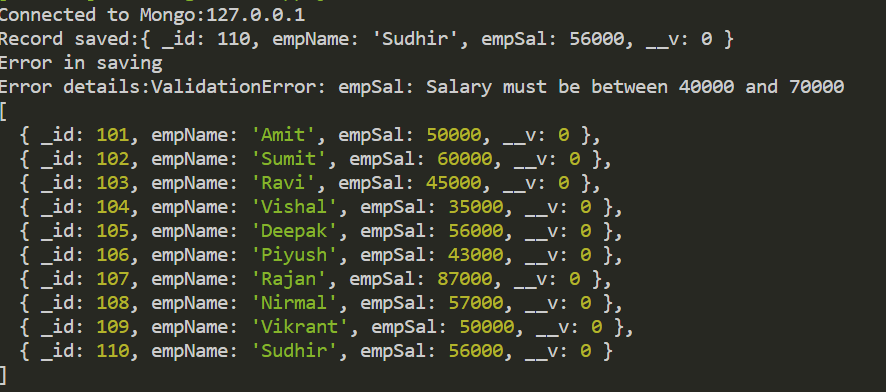 Connected to Mongo:127.0.0.1
Record saved:{ _id: 110, empName: 'Sudhir', empSal: 56000, __v: 0 }
Error in saving
Error details:ValidationError: empSal: Salary must be between 40000 and 70000
[
  { _id: 101, empName: 'Amit', empSal: 50000, __v: 0 },
  { _id: 102, empName: 'Sumit', empSal: 60000, __v: 0 },
  { _id: 103, empName: 'Ravi', empSal: 45000, __v: 0 },
  { _id: 104, empName: 'Vishal', empSal: 35000, __v: 0 },
  { _id: 105, empName: 'Deepak', empSal: 56000, __v: 0 },
  { _id: 106, empName: 'Piyush', empSal: 43000, __v: 0 },
  { _id: 107, empName: 'Rajan', empSal: 87000, __v: 0 },
  { _id: 108, empName: 'Nirmal', empSal: 57000, __v: 0 },
  { _id: 109, empName: 'Vikrant', empSal: 50000, __v: 0 },
  { _id: 110, empName: 'Sudhir', empSal: 56000, __v: 0 }
]